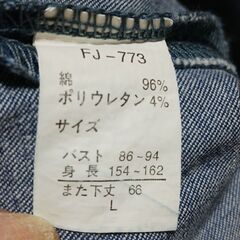 FJ-773
綿 96%
ポリウレタン 4%
サイズ
バスト 86~94
身長 154~162
また下丈 66
L